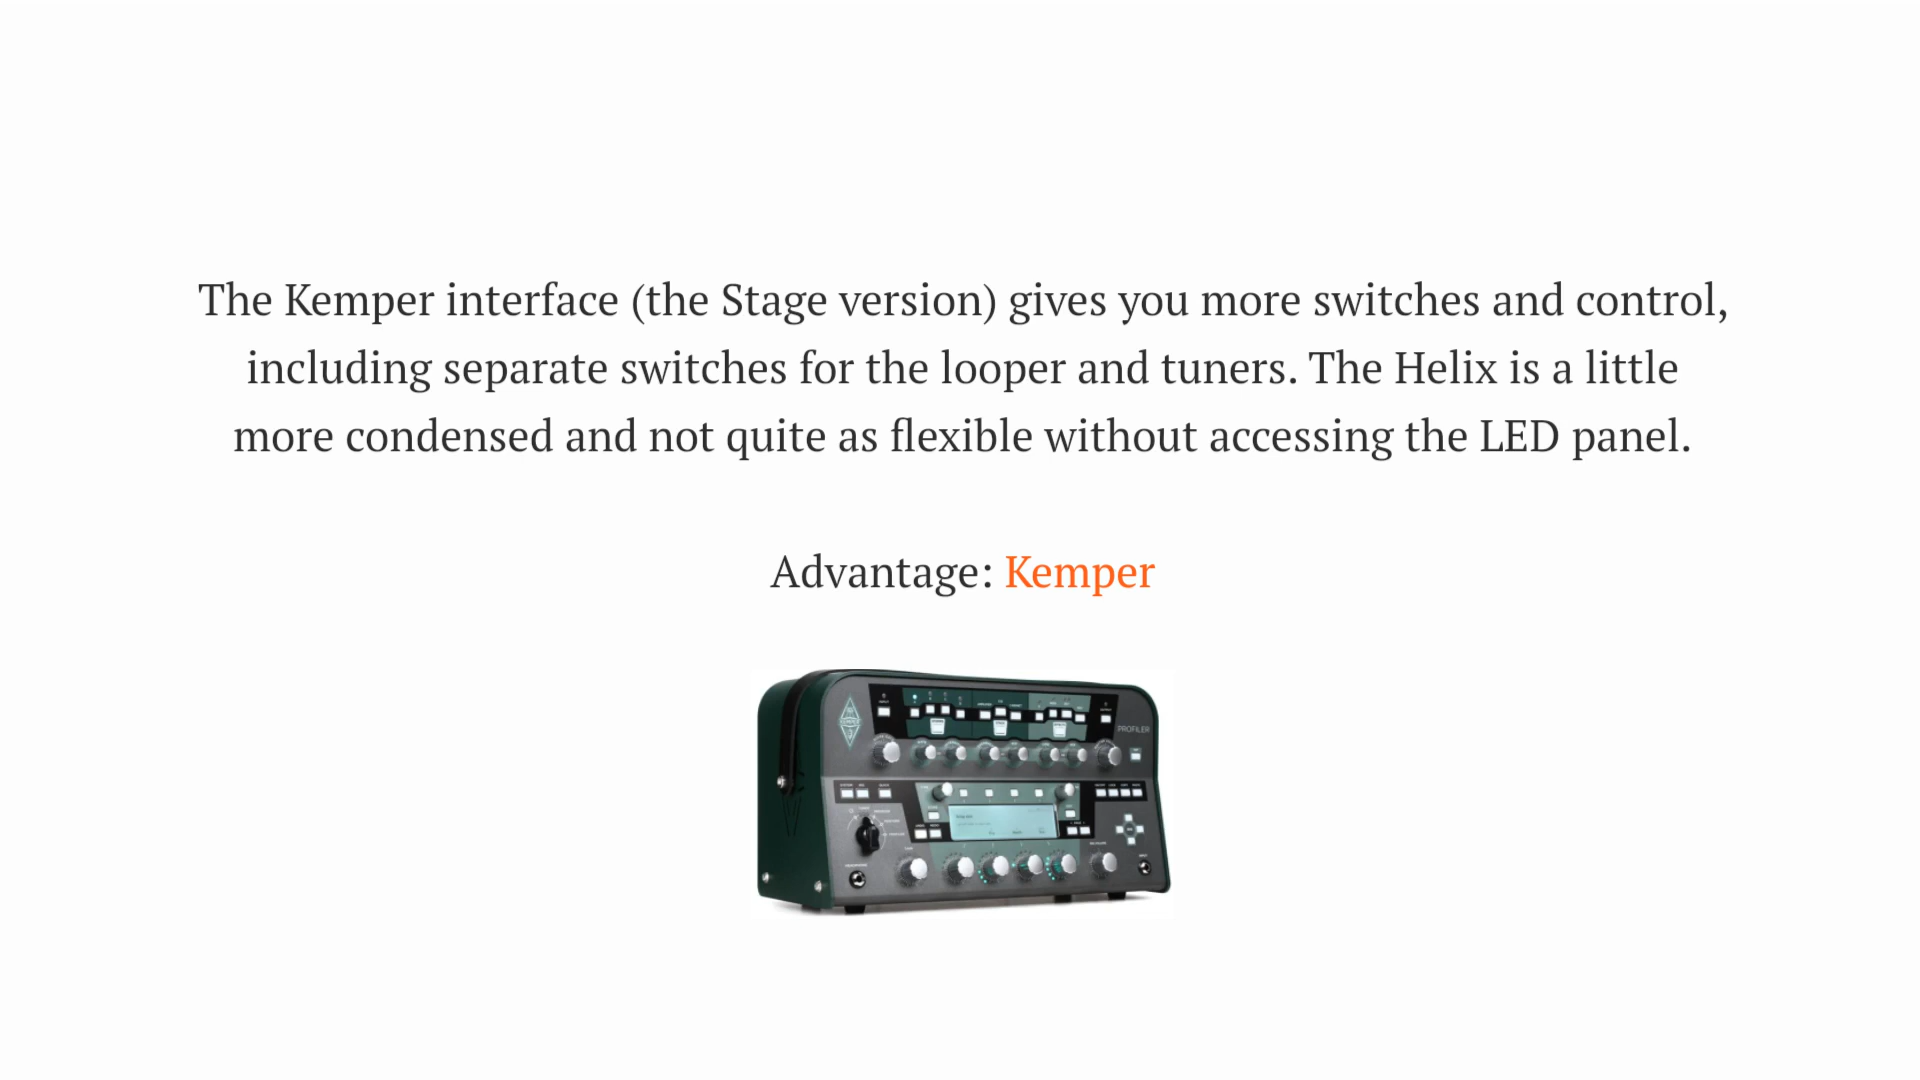 The Kemper interface (the Stage version) gives you more switches and control,
including separate switches for the looper and tuners. The Helix is a little
more condensed and not quite as flexible without accessing the LED panel.
Advantage: Kemper
PROFILER